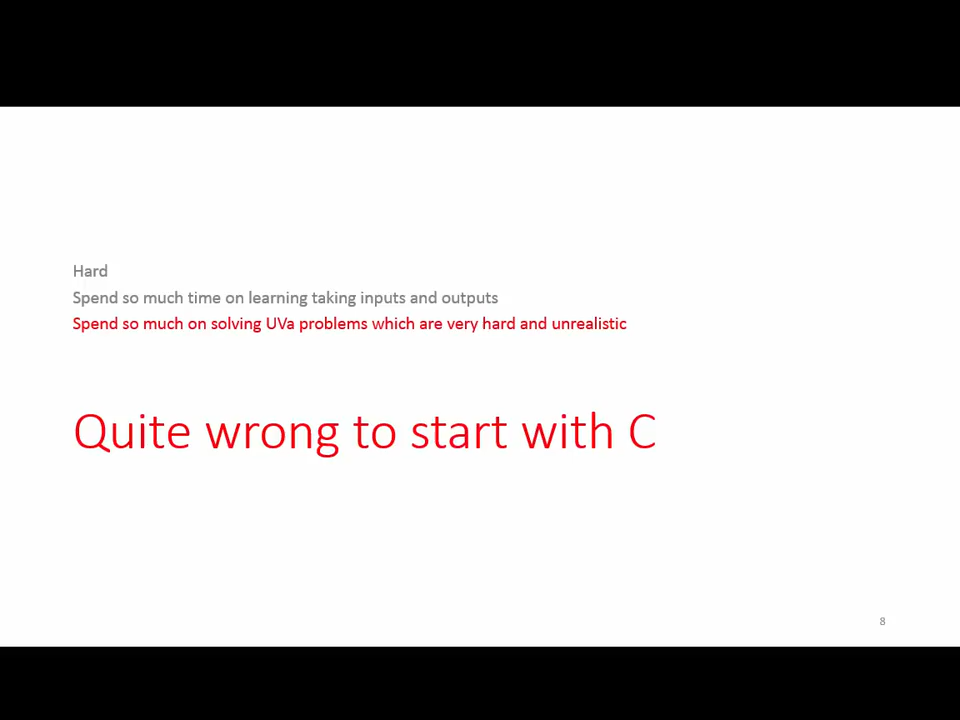 Hard
Spend so much time on learning taking inputs and outputs
Spend so much on solving UVa problems which are very hard and unrealistic
Quite wrong to start with C
8